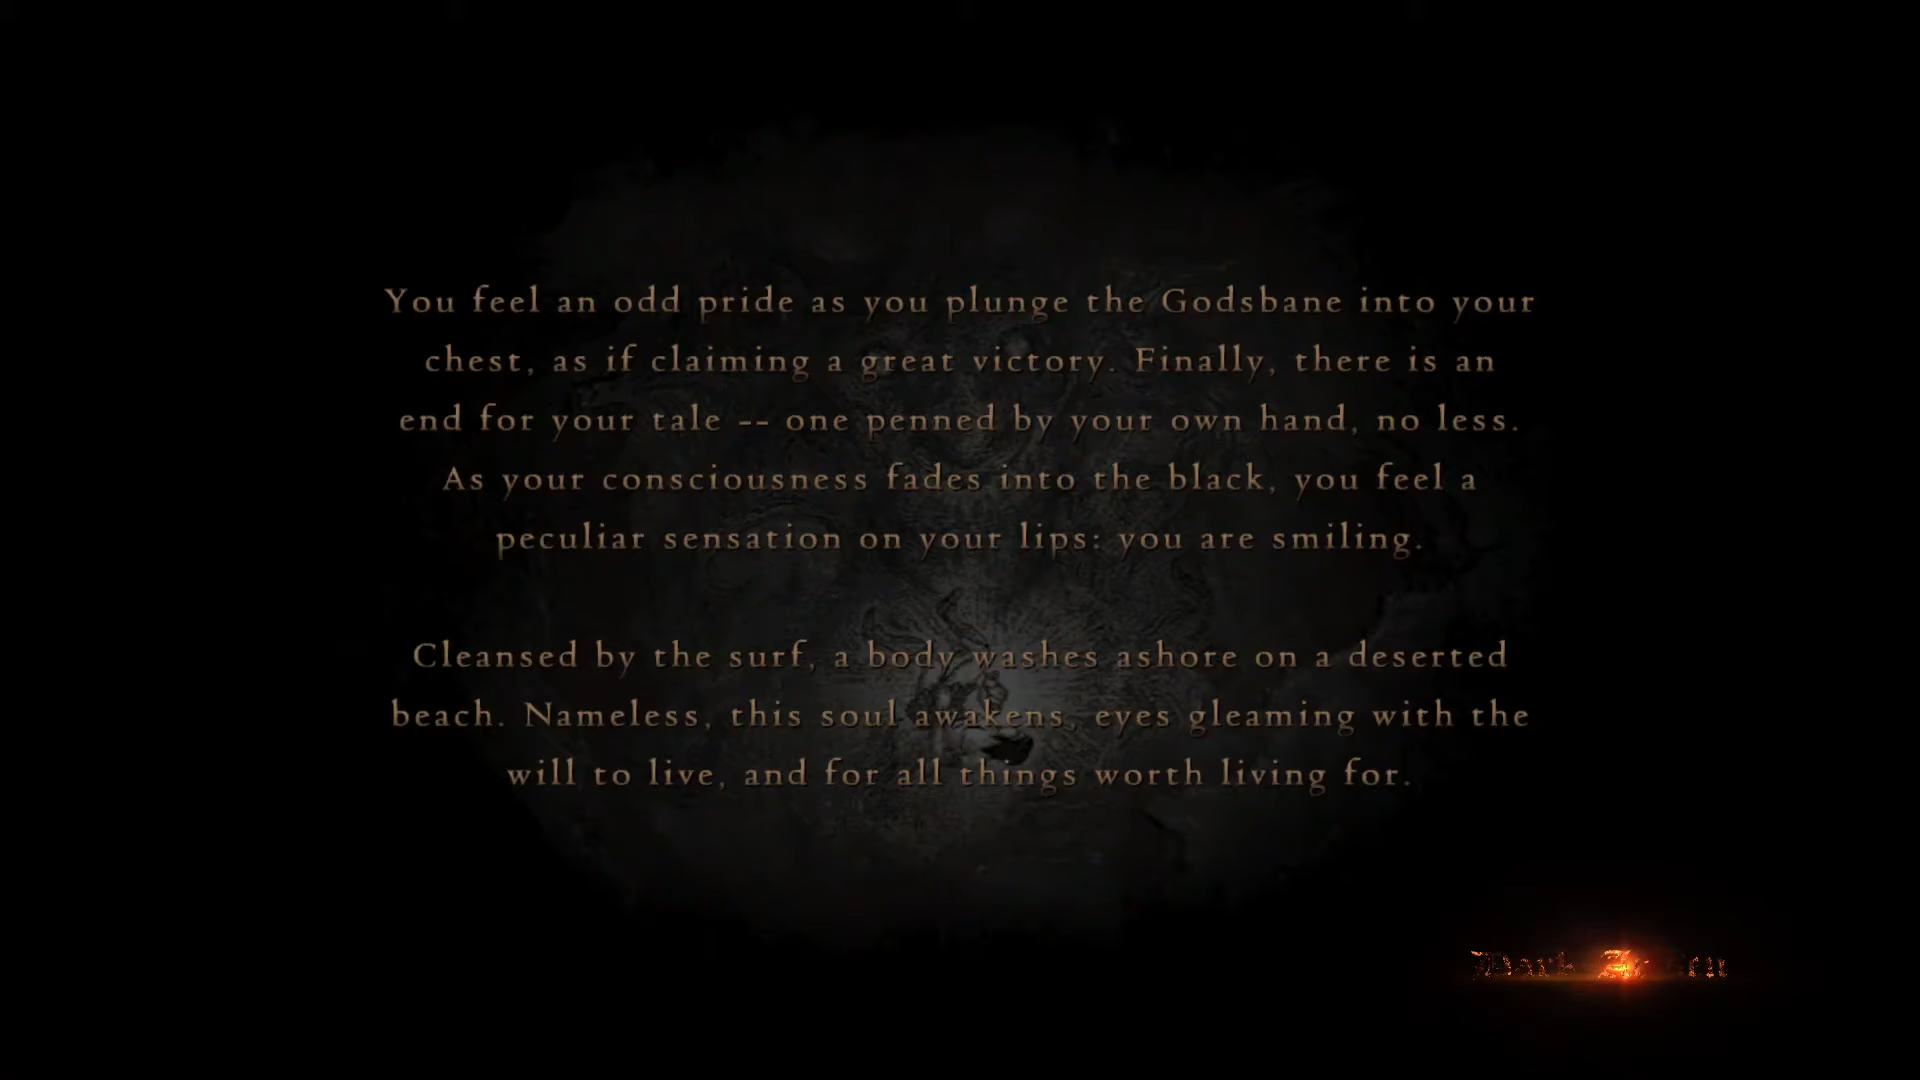 You feel an odd pride as you plunge the Godsbane into your
chest, as if claiming a great victory. Finally, there is an
end for your tale -- one penned by your own hand, no less.
As your consciousness fades into the black, you feel a
peculiar sensation on your lips: you are smiling.
Cleansed by the surf, a body washes ashore on a deserted
beach. Nameless, this soul awakens, eyes gleaming with the
will to live, and for all things worth living for.
Dark